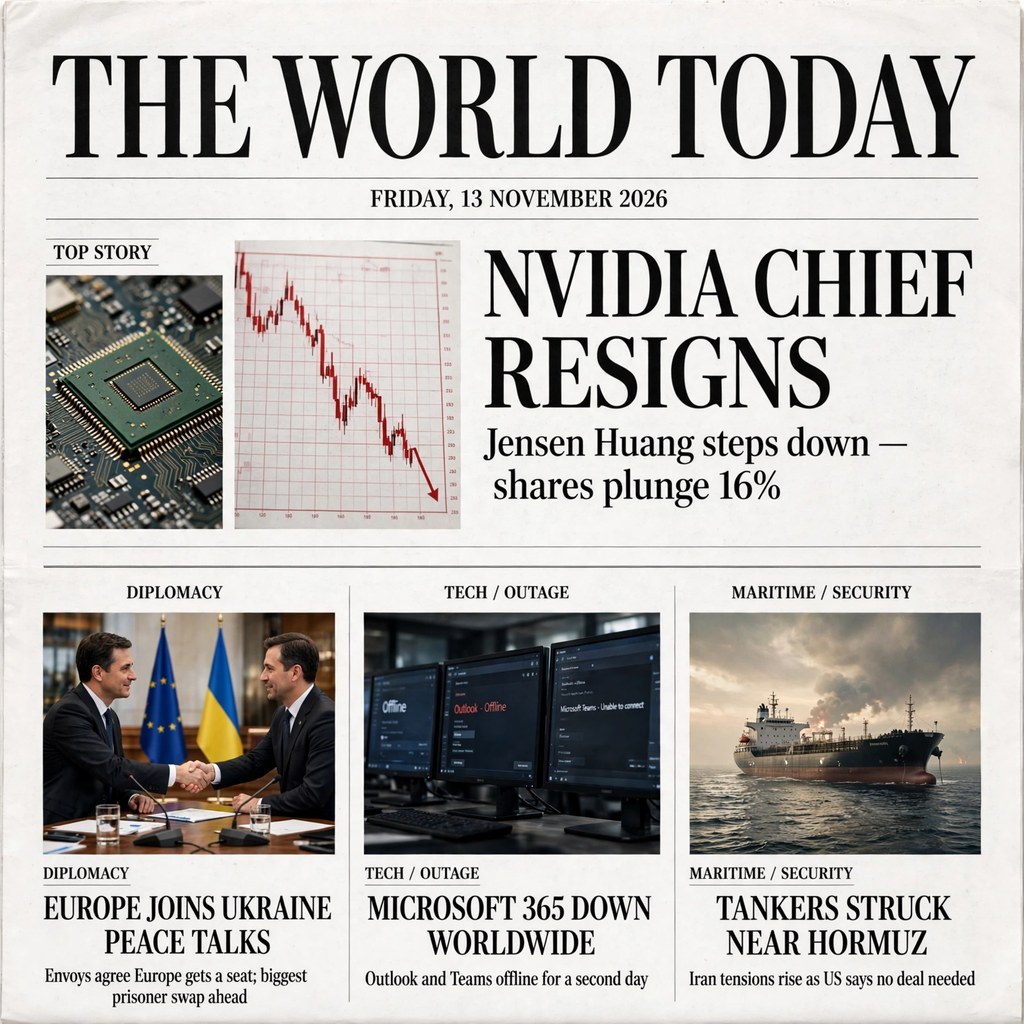 THE WORLD TODAY
FRIDAY, 13 NOVEMBER 2026
TOP STORY
NVIDIA CHIEF
RESIGNS
Jensen Huang steps down —
shares plunge 16%
DIPLOMACY
TECH / OUTAGE
MARITIME / SECURITY
Offline
Outlook - Offline
Microsoft Teams - Unable to connect
DIPLOMACY
EUROPE JOINS UKRAINE
PEACE TALKS
Envoys agree Europe gets a seat; biggest
prisoner swap ahead
TECH / OUTAGE
MICROSOFT 365 DOWN
WORLDWIDE
Outlook and Teams offline for a second day
MARITIME / SECURITY
TANKERS STRUCK
NEAR HORMUZ
Iran tensions rise as US says no deal needed